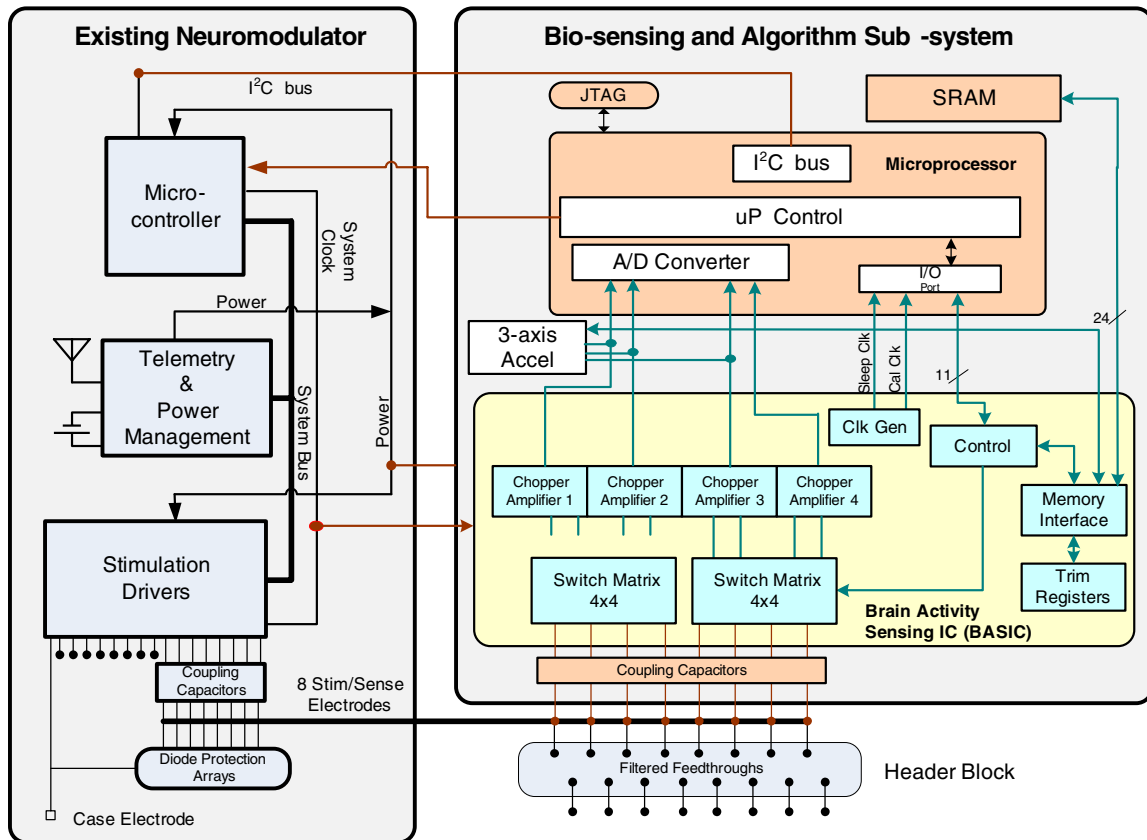 Existing Neuromodulator
I²C bus
Micro-
controller
System
Clock
Power
Telemetry
&
Power
Management
System Bus
Power
Stimulation
Drivers
Coupling
Capacitors
8 Stim/Sense
Electrodes
Diode Protection
Arrays
Case Electrode
Bio-sensing and Algorithm Sub -system
JTAG
SRAM
I²C bus
Microprocessor
uP Control
A/D Converter
I/O
Port
24
3-axis
Accel
Sleep Clk
Cal Clk
11
Clk Gen
Control
Chopper
Amplifier 1
Chopper
Amplifier 2
Chopper
Amplifier 3
Chopper
Amplifier 4
Memory
Interface
Switch Matrix
4x4
Switch Matrix
4x4
Trim
Registers
Brain Activity
Sensing IC (BASIC)
Coupling Capacitors
Filtered Feedthroughs
Header Block